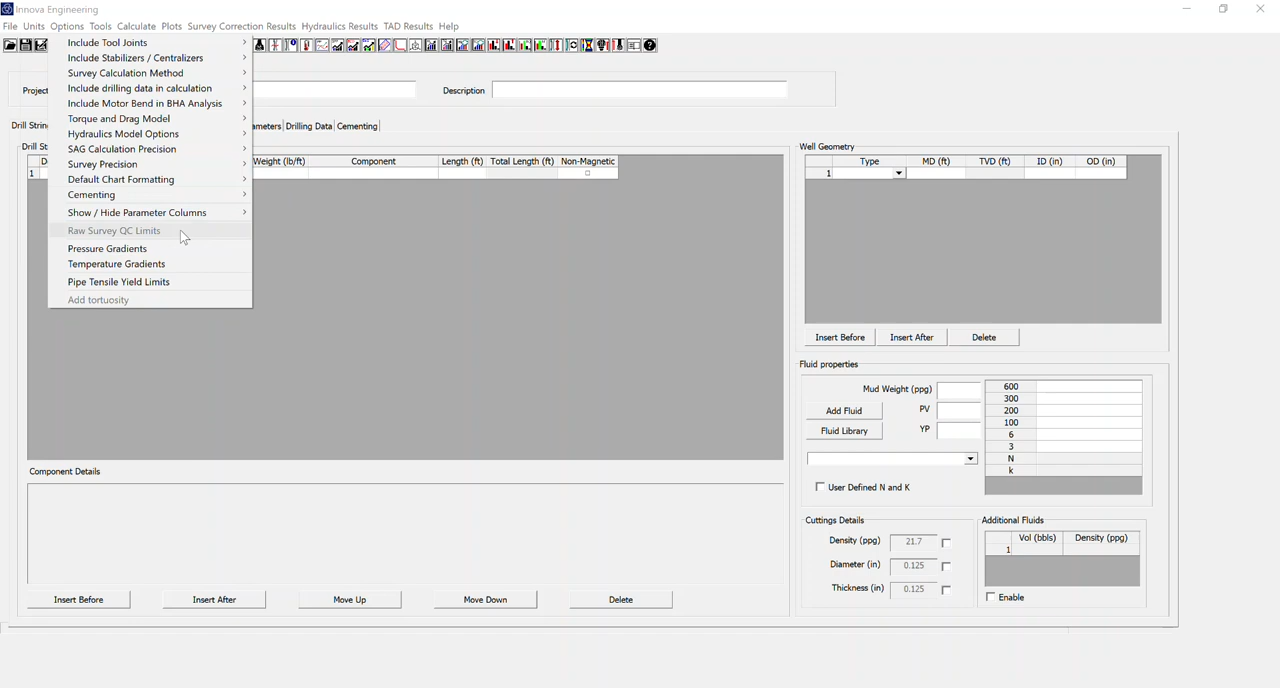 Innova Engineering
File Units Options Tools Calculate Plots Survey Correction Results Hydraulics Results TAD Results Help
Include Tool Joints
Include Stabilizers / Centralizers
Survey Calculation Method
Include drilling data in calculation
Include Motor Bend in BHA Analysis
Torque and Drag Model
Hydraulics Model Options
SAG Calculation Precision
Survey Precision
Default Chart Formatting
Cementing
Show / Hide Parameter Columns
Raw Survey QC Limits
Pressure Gradients
Temperature Gradients
Pipe Tensile Yield Limits
Add tortuosity
Project
Description
Drill String
ameters Drilling Data Cementing
Drill St
D Weight (lb/ft) Component Length (ft) Total Length (ft) Non-Magnetic
1
Component Details
Insert Before Insert After Move Up Move Down Delete
Well Geometry
Type MD (ft) TVD (ft) ID (in) OD (in)
1
Insert Before Insert After Delete
Fluid properties
Mud Weight (ppg)
Add Fluid PV
Fluid Library YP
User Defined N and K
600
300
200
100
6
3
N
k
Cuttings Details
Density (ppg) 21.7
Diameter (in) 0.125
Thickness (in) 0.125
Additional Fluids
Vol (bbls) Density (ppg)
1
Enable